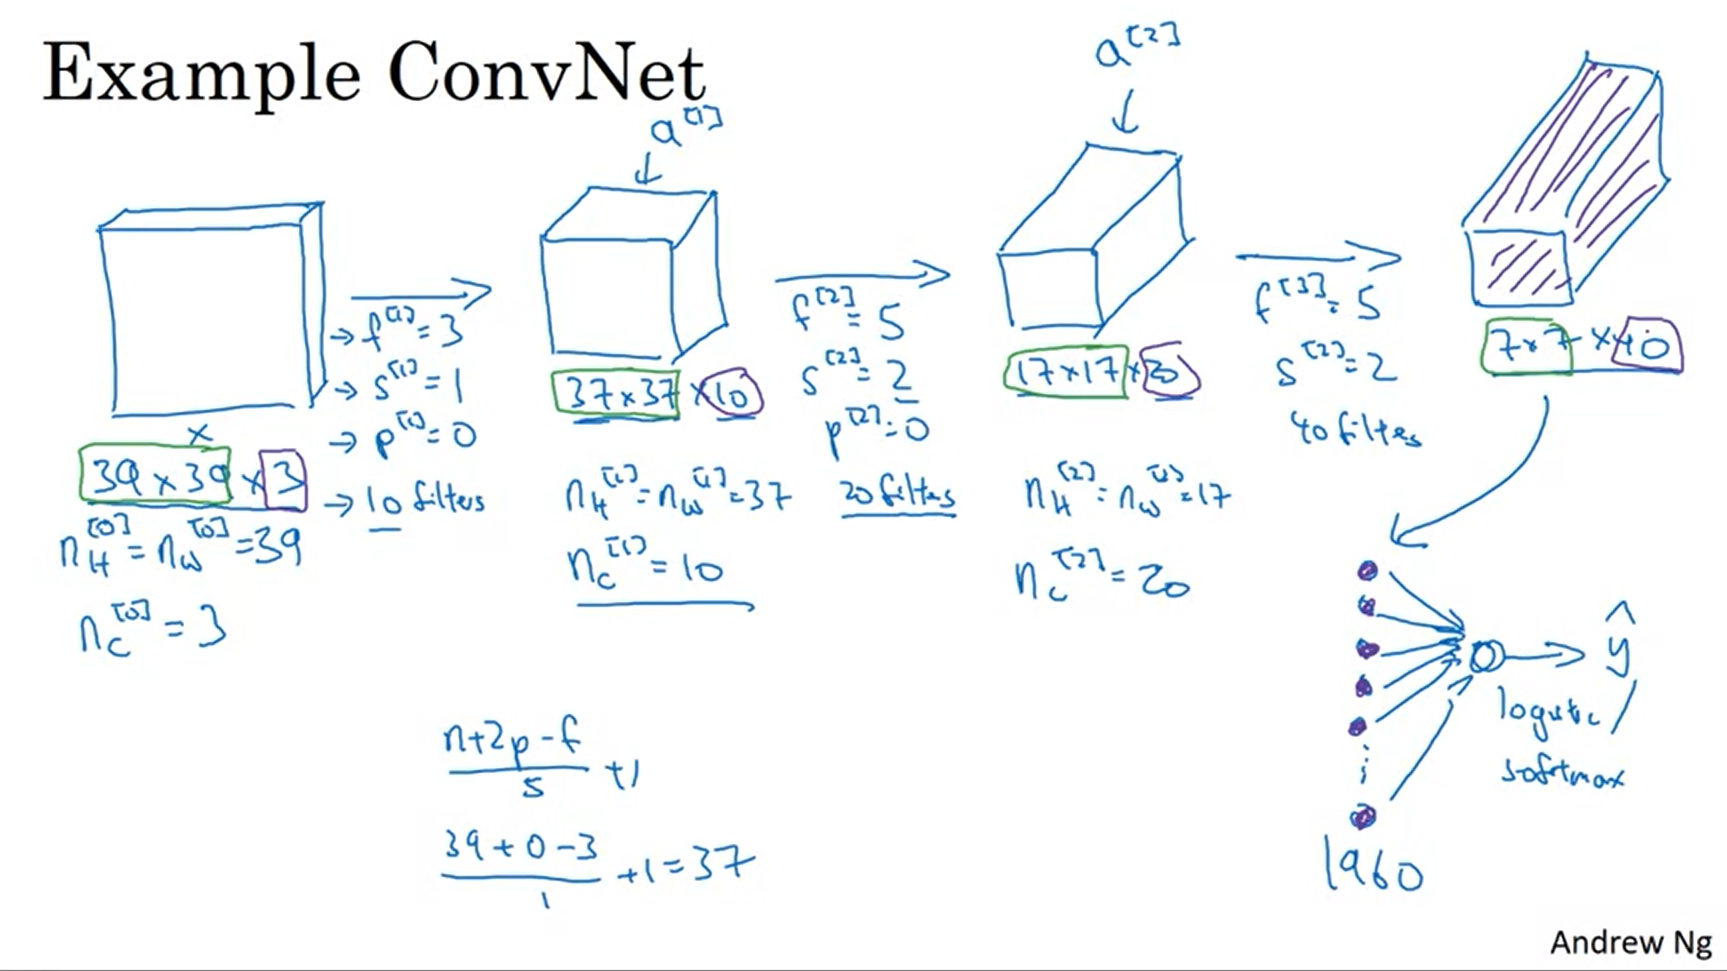 Example ConvNet
a^[1]
a^[2]
→ f^[1] = 3
→ s^[1] = 1
→ p^[1] = 0
→ 10 filters
x
39 x 39 x 3
n_H^[0] = n_W^[0] = 39
n_C^[0] = 3
37 x 37 x 10
n_H^[1] = n_W^[1] = 37
n_C^[1] = 10
f^[2] = 5
s^[2] = 2
p^[2] = 0
20 filters
17 x 17 x 20
n_H^[2] = n_W^[2] = 17
n_C^[2] = 20
f^[3] = 5
s^[2] = 2
40 filters
7 x 7 x 40
ŷ
logistic /
softmax
1960
n+2p-f / s +1
39+0-3 / 1 +1 = 37
Andrew Ng